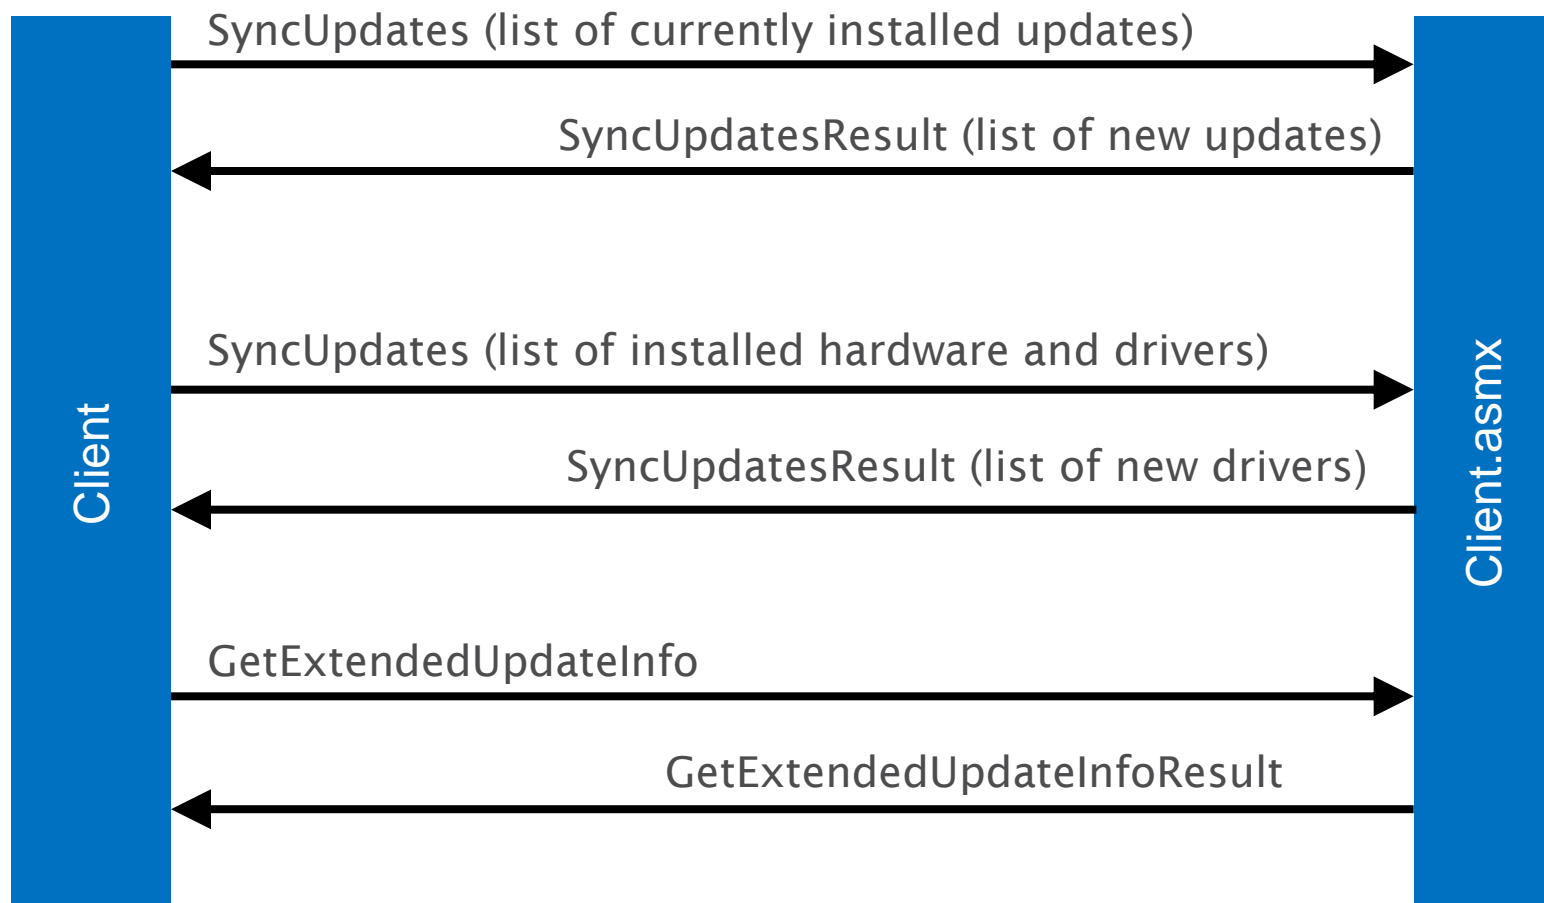 SyncUpdates (list of currently installed updates)
SyncUpdatesResult (list of new updates)
SyncUpdates (list of installed hardware and drivers)
SyncUpdatesResult (list of new drivers)
GetExtendedUpdateInfo
GetExtendedUpdateInfoResult
Client
Client.asmx